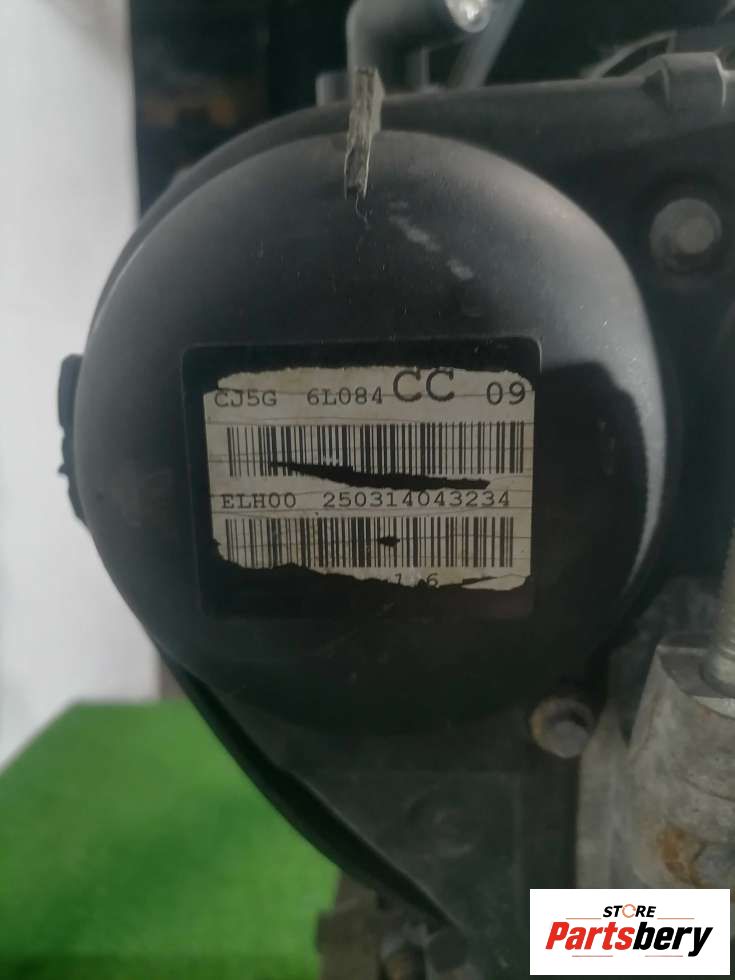 CJ5G 6L084 CC 09
ELH00 250314043234
STORE
Partsbery